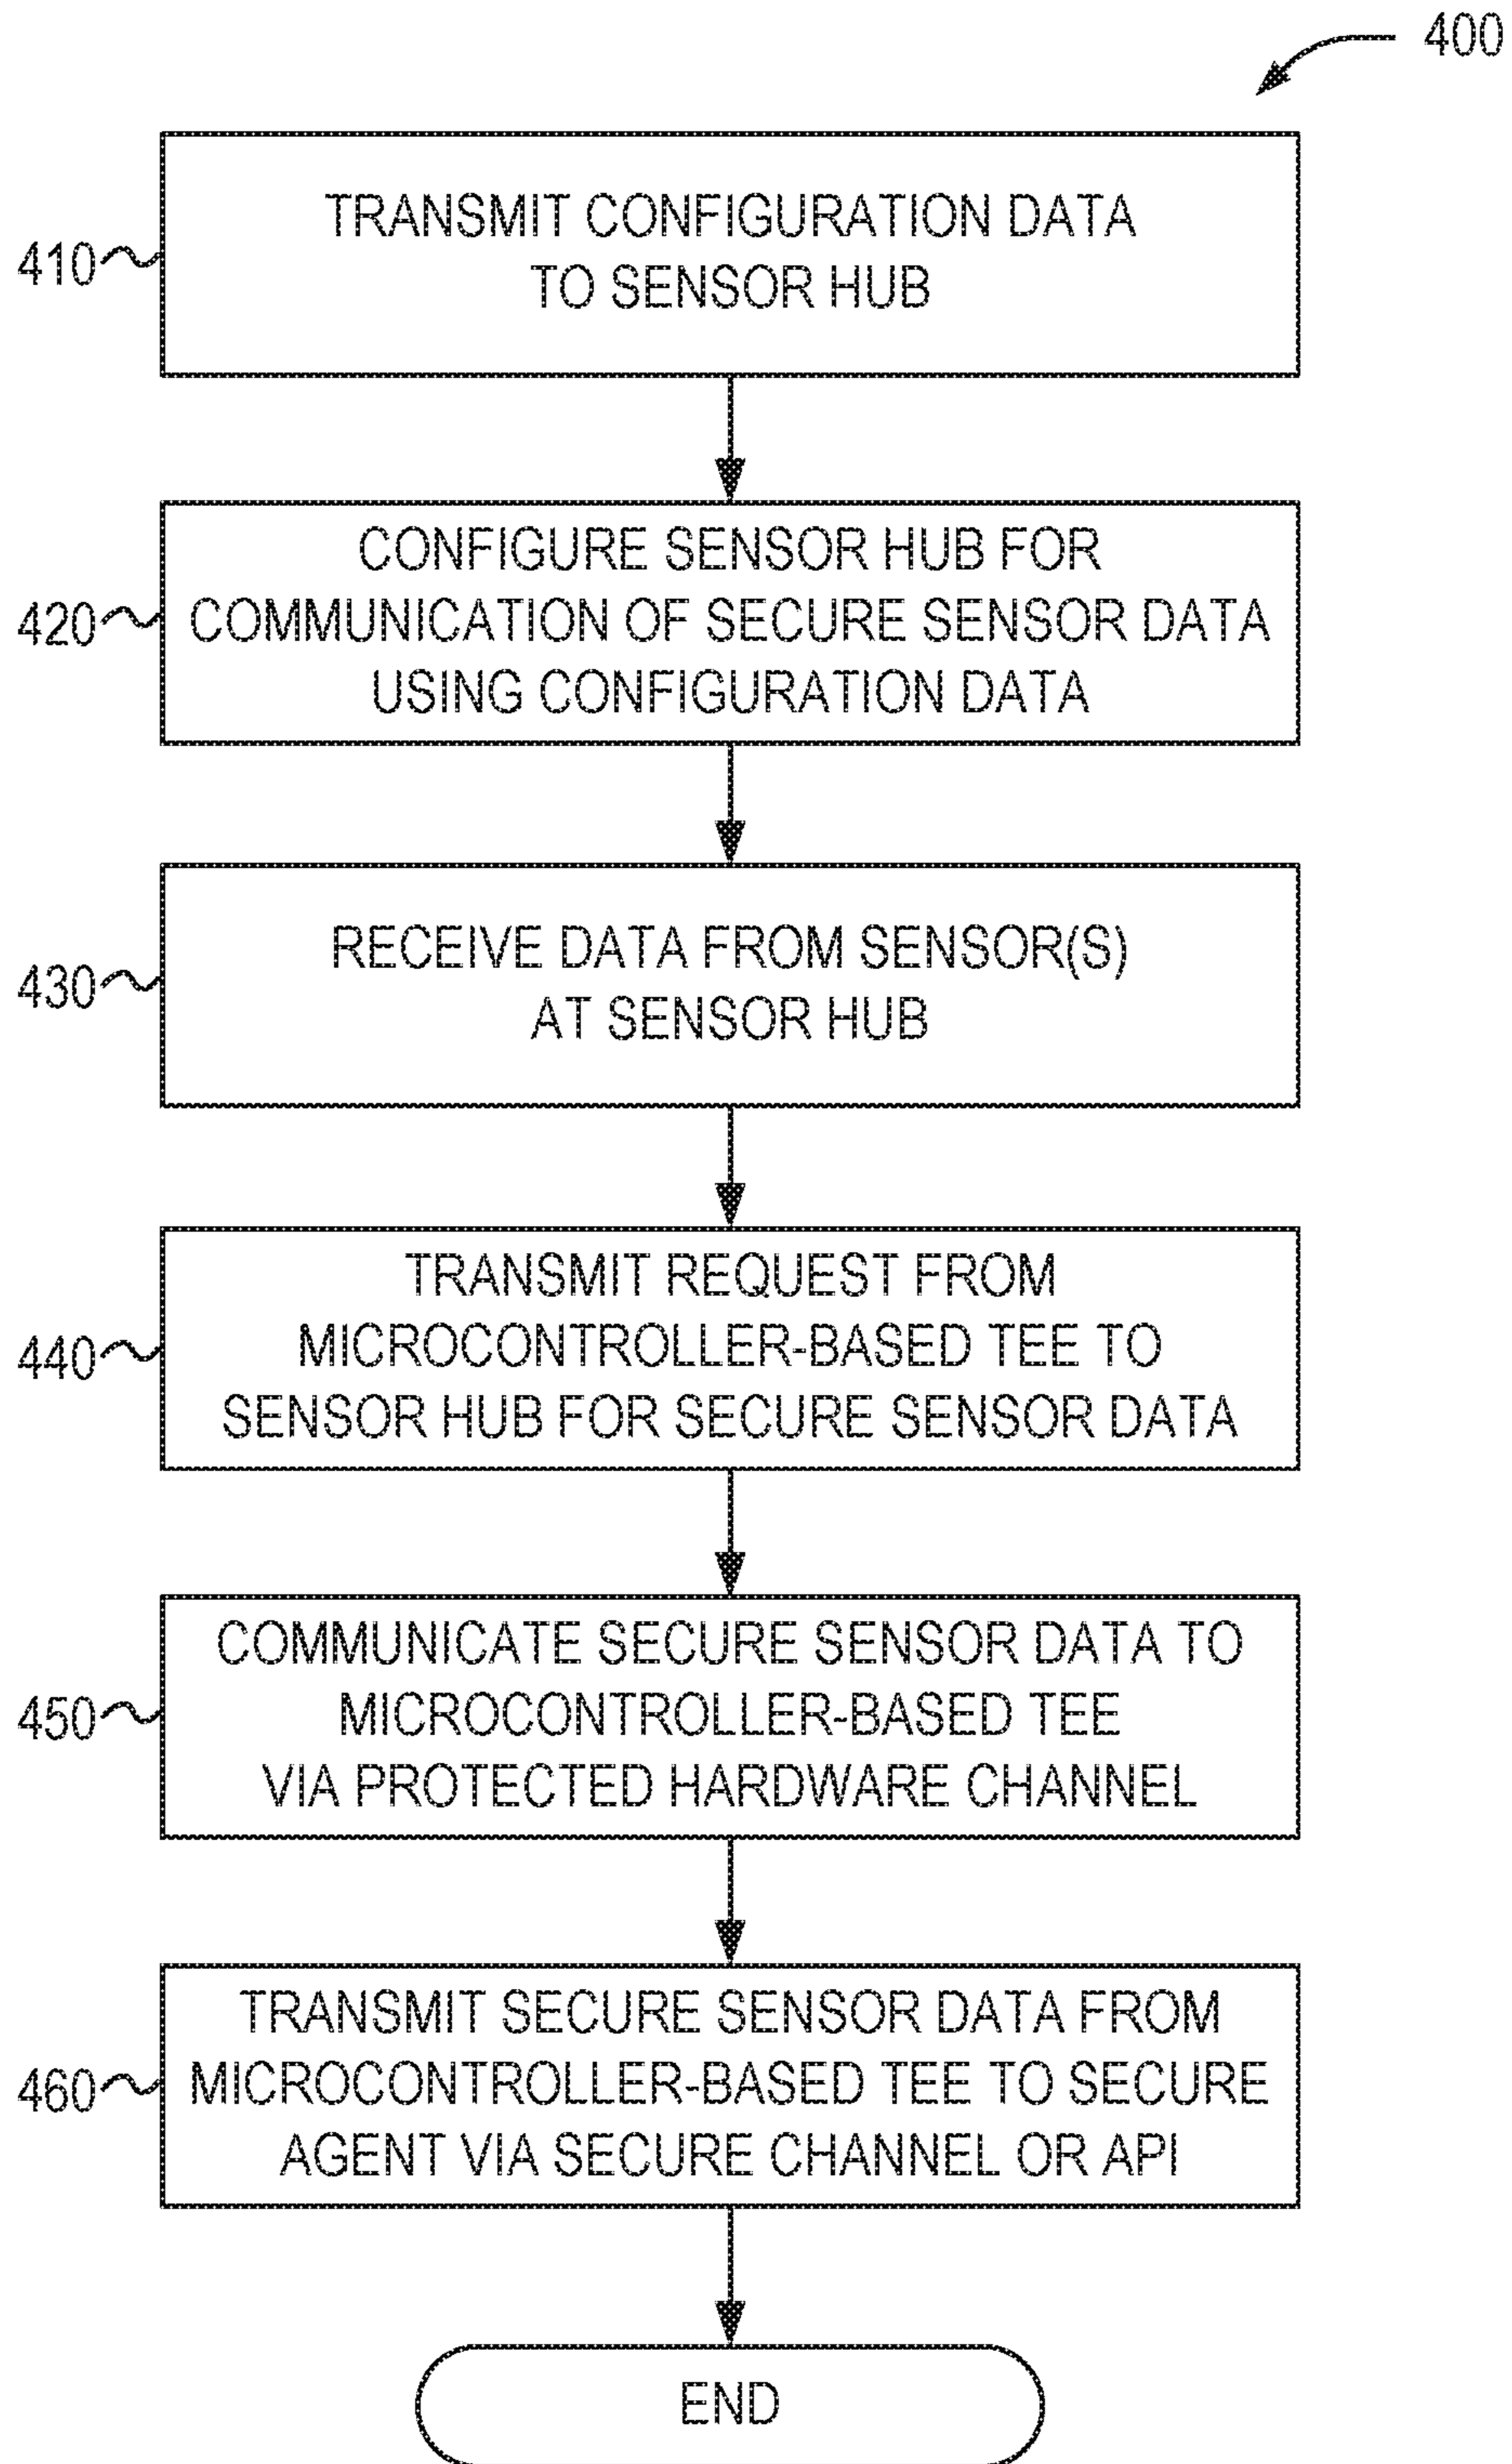 400
TRANSMIT CONFIGURATION DATA
TO SENSOR HUB
410
CONFIGURE SENSOR HUB FOR
COMMUNICATION OF SECURE SENSOR DATA
USING CONFIGURATION DATA
420
RECEIVE DATA FROM SENSOR(S)
AT SENSOR HUB
430
TRANSMIT REQUEST FROM
MICROCONTROLLER-BASED TEE TO
SENSOR HUB FOR SECURE SENSOR DATA
440
COMMUNICATE SECURE SENSOR DATA TO
MICROCONTROLLER-BASED TEE
VIA PROTECTED HARDWARE CHANNEL
450
TRANSMIT SECURE SENSOR DATA FROM
MICROCONTROLLER-BASED TEE TO SECURE
AGENT VIA SECURE CHANNEL OR API
460
END